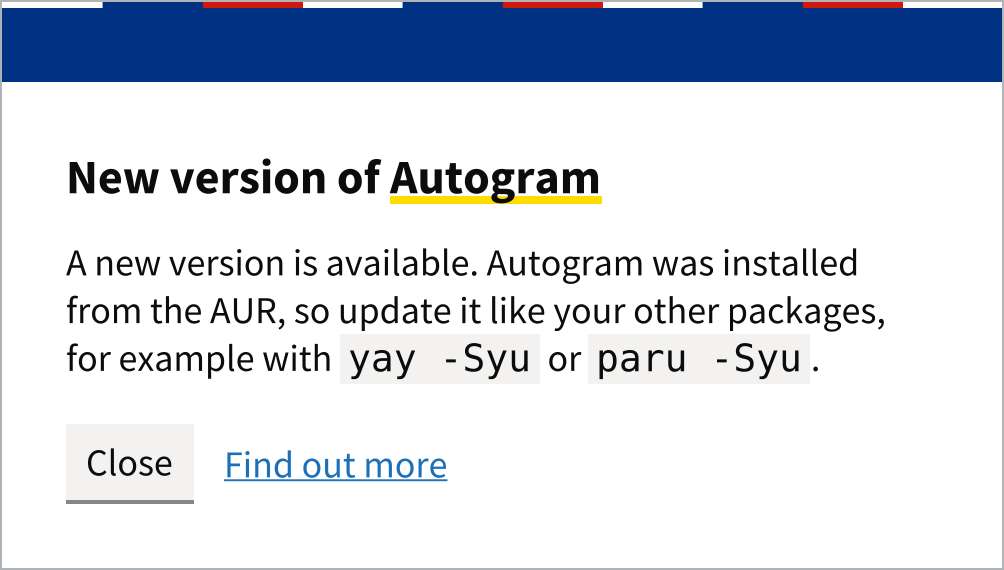 New version of Autogram
A new version is available. Autogram was installed
from the AUR, so update it like your other packages,
for example with yay -Syu or paru -Syu.
Close Find out more